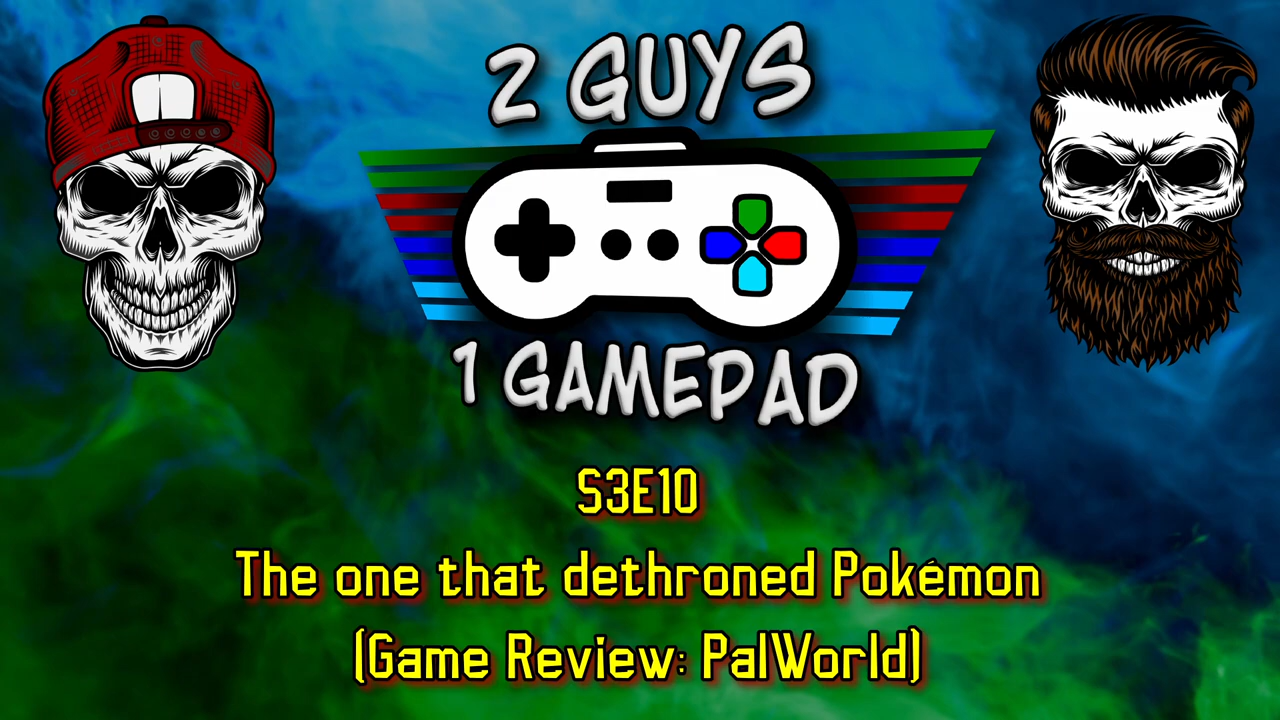 2 GUYS
1 GAMEPAD
S3E10
The one that dethroned Pokémon
(Game Review: PalWorld)